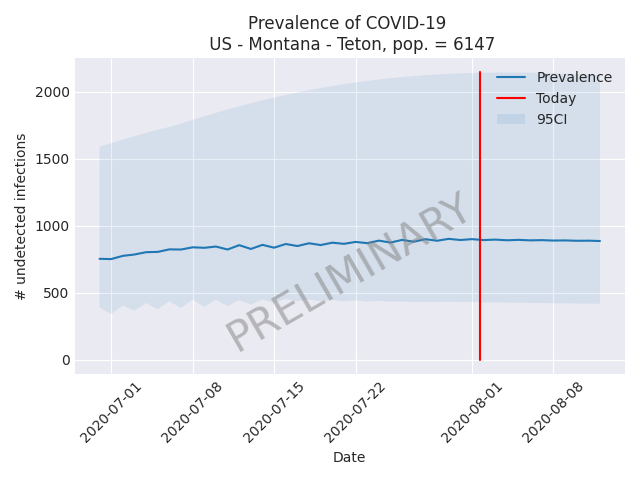 Prevalence of COVID-19
US - Montana - Teton, pop. = 6147
Prevalence
Today
95CI
# undetected infections
2000
1500
1000
500
0
PRELIMINARY
2020-07-01
2020-07-08
2020-07-15
2020-07-22
2020-08-01
2020-08-08
Date